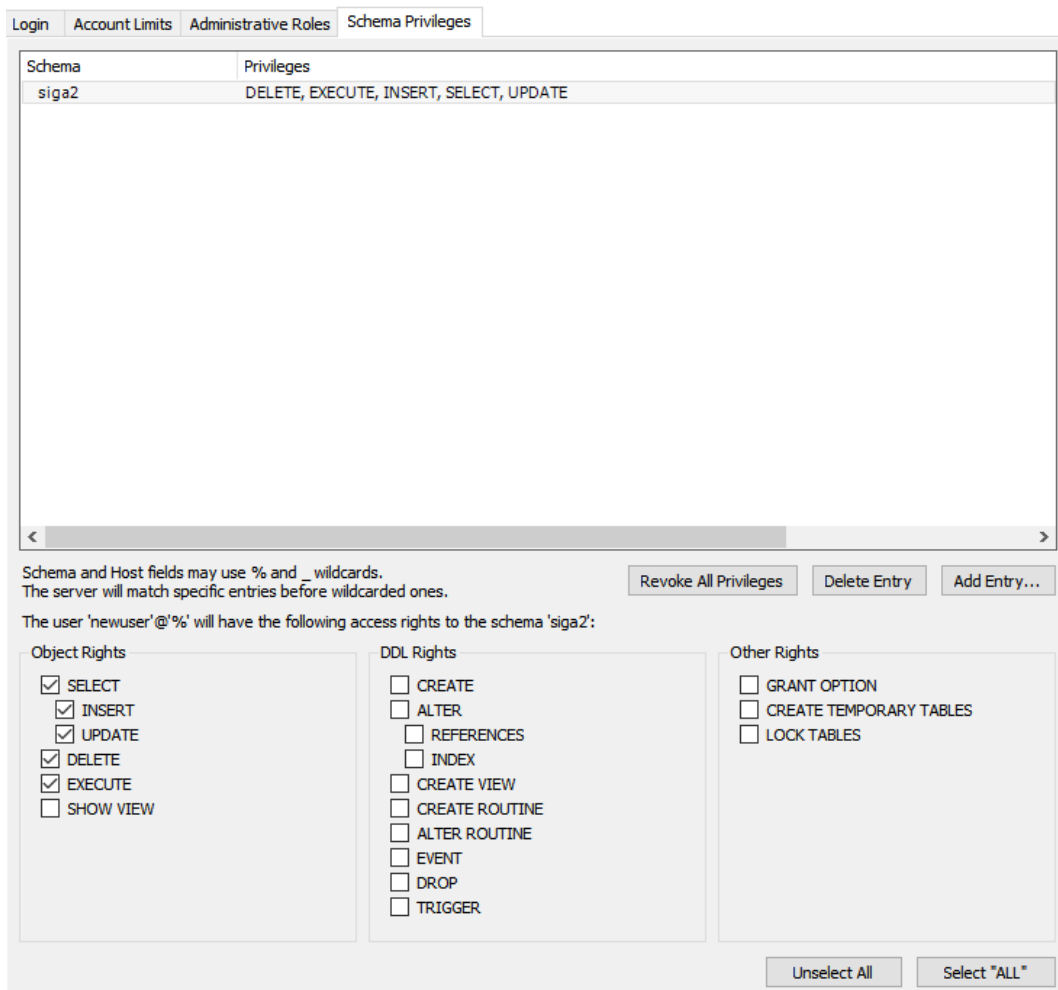 Login Account Limits Administrative Roles Schema Privileges
Schema Privileges
siga2 DELETE, EXECUTE, INSERT, SELECT, UPDATE
Schema and Host fields may use % and _ wildcards.
The server will match specific entries before wildcarded ones.
Revoke All Privileges Delete Entry Add Entry...
The user 'newuser'@'%' will have the following access rights to the schema 'siga2':
Object Rights
SELECT
INSERT
UPDATE
DELETE
EXECUTE
SHOW VIEW
DDL Rights
CREATE
ALTER
REFERENCES
INDEX
CREATE VIEW
CREATE ROUTINE
ALTER ROUTINE
EVENT
DROP
TRIGGER
Other Rights
GRANT OPTION
CREATE TEMPORARY TABLES
LOCK TABLES
Unselect All Select "ALL"